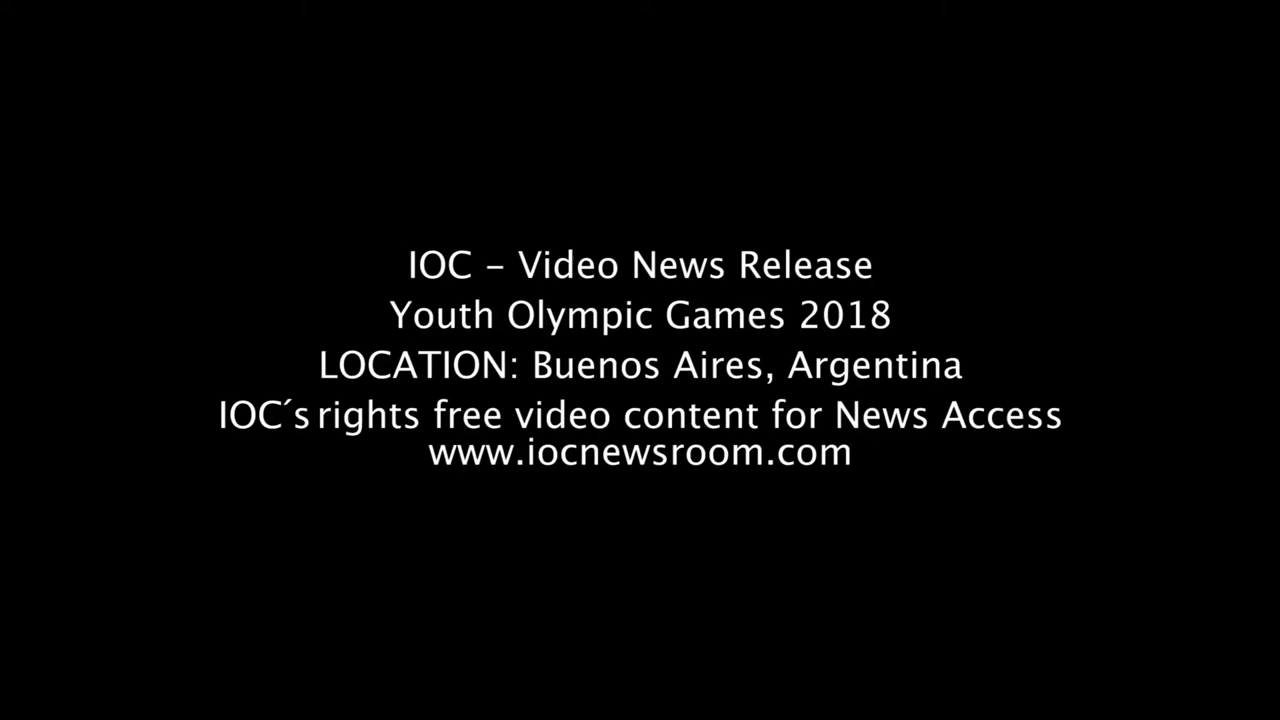 IOC - Video News Release
Youth Olympic Games 2018
LOCATION: Buenos Aires, Argentina
IOC´s rights free video content for News Access
www.iocnewsroom.com